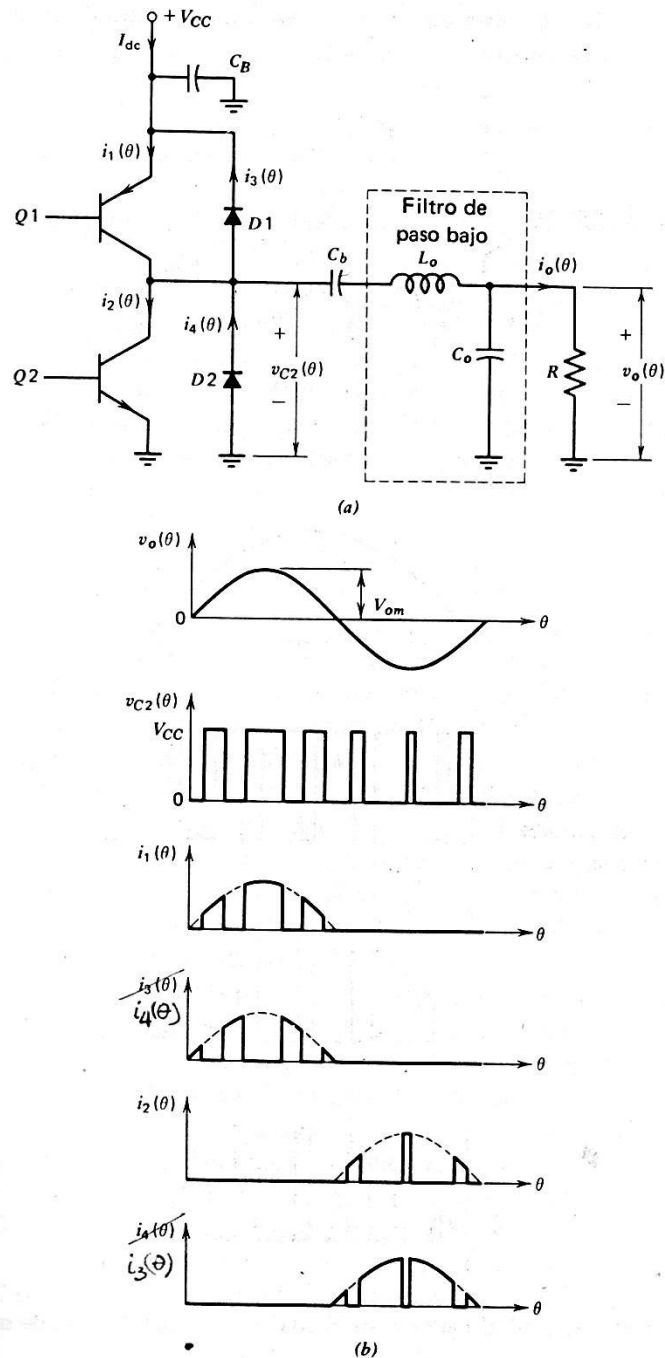 + V_CC
I_dc
C_B
i_1(θ)
i_3(θ)
Q1
D1
Filtro de
paso bajo
C_b
L_o
i_o(θ)
i_2(θ)
i_4(θ)
+
v_C2(θ)
−
C_o
R
+
v_o(θ)
−
Q2
D2
(a)
v_o(θ)
V_om
0
θ
v_C2(θ)
V_CC
0
θ
i_1(θ)
θ
i_3(θ)
i_4(θ)
θ
i_2(θ)
θ
i_4(θ)
i_3(θ)
θ
(b)